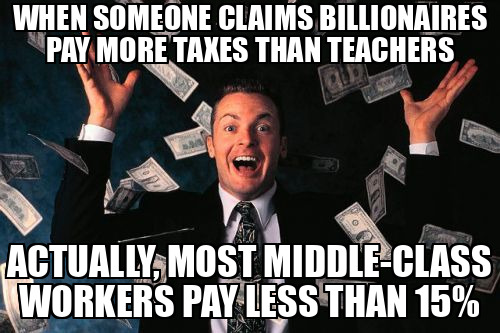 WHEN SOMEONE CLAIMS BILLIONAIRES
PAY MORE TAXES THAN TEACHERS
ACTUALLY, MOST MIDDLE-CLASS
WORKERS PAY LESS THAN 15%